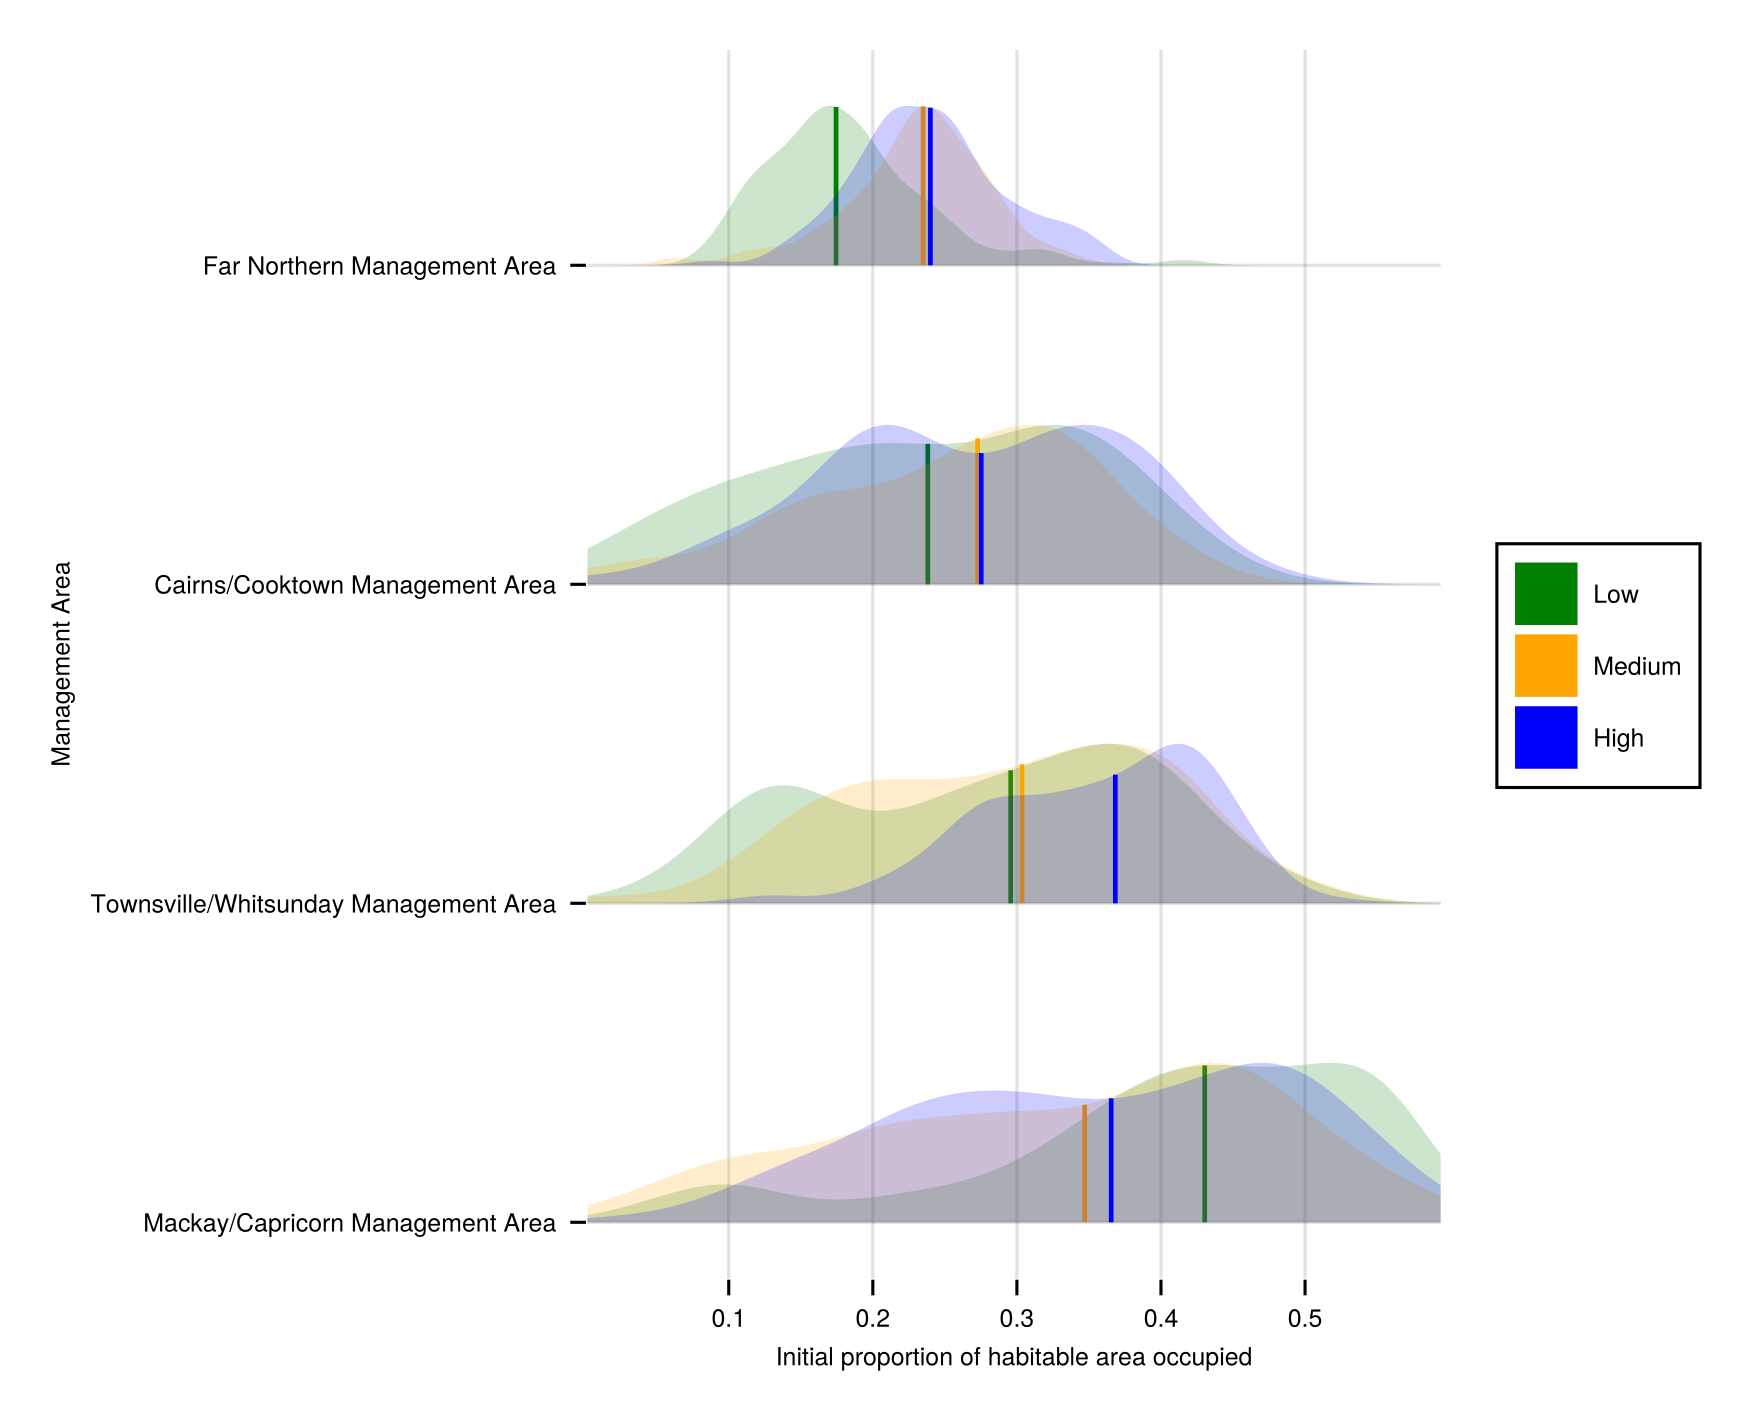 Far Northern Management Area
Cairns/Cooktown Management Area
Townsville/Whitsunday Management Area
Mackay/Capricorn Management Area
Management Area
0.1
0.2
0.3
0.4
0.5
Initial proportion of habitable area occupied
Low
Medium
High